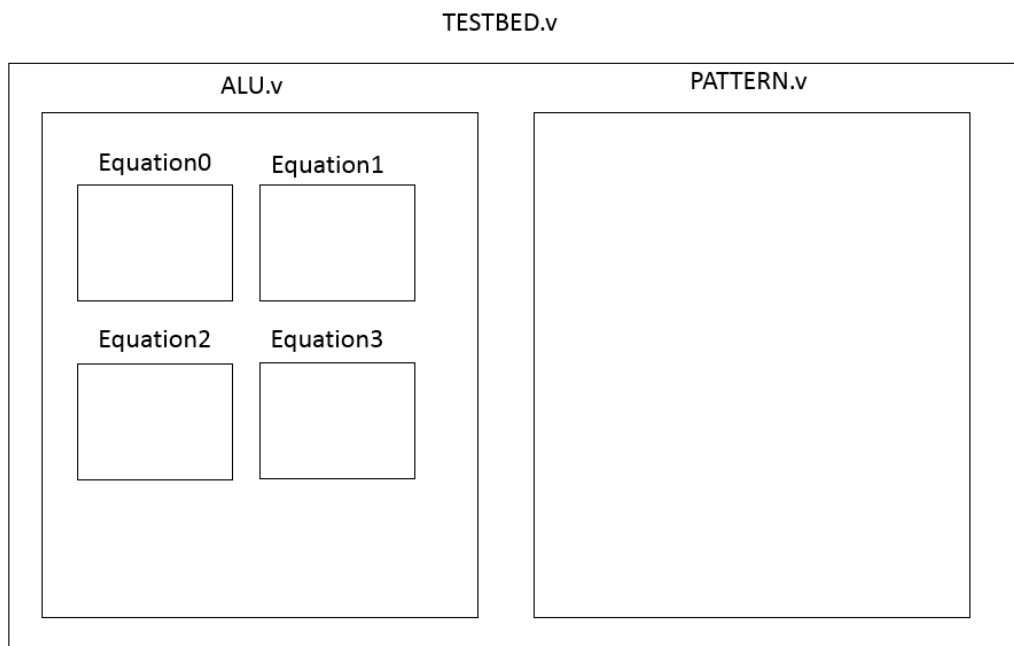 TESTBED.v
ALU.v
PATTERN.v
Equation0
Equation1
Equation2
Equation3